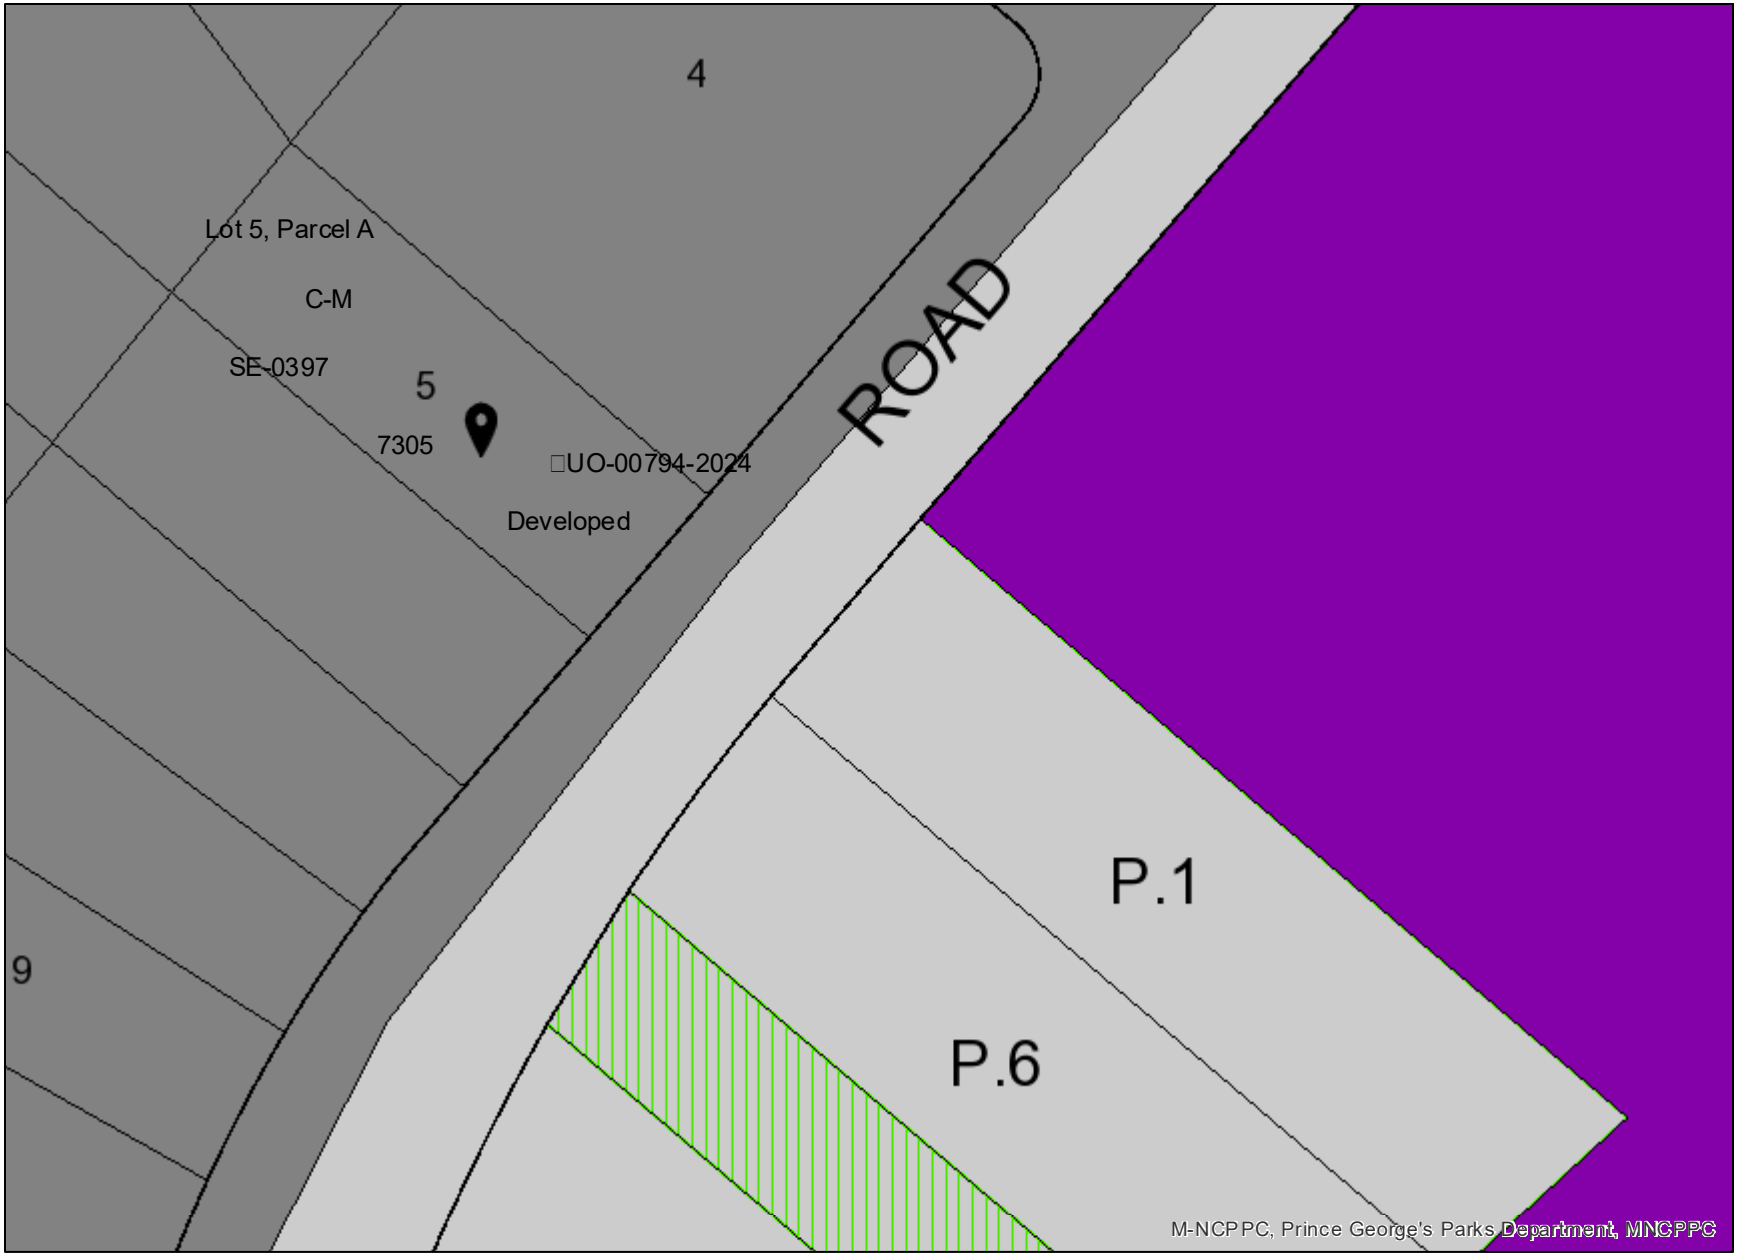 4
Lot 5, Parcel A
C-M
ROAD
SE-0397
5
7305
UO-00794-2024
Developed
P.1
9
P.6
M-NCPPC, Prince George's Parks Department, MNCPPC